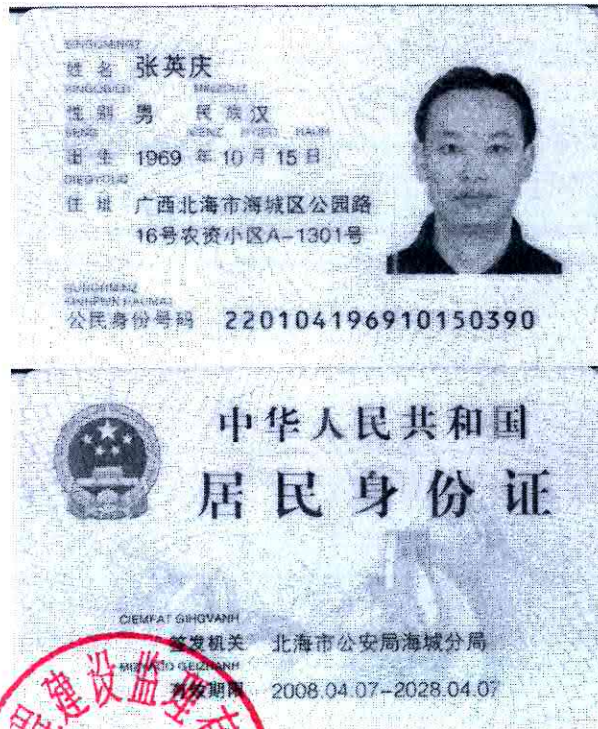 姓 名 张英庆
性 别 男 民 族 汉
出 生 1969 年 10 月 15 日
住 址 广西北海市海城区公园路
16号农资小区A-1301号
公民身份号码 220104196910150390
中华人民共和国
居民身份证
CIEMFAT GIHGVANH
签发机关 北海市公安局海城分局
有效期限 2008.04.07-2028.04.07
建设监理